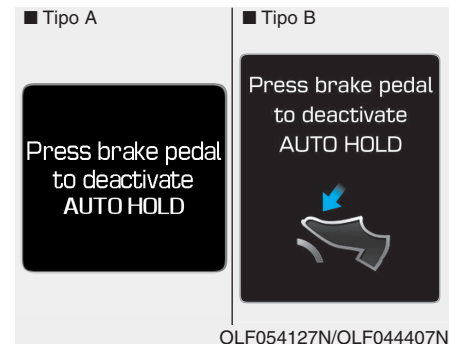 ■ Tipo A
Press brake pedal
to deactivate
AUTO HOLD
■ Tipo B
Press brake pedal
to deactivate
AUTO HOLD
OLF054127N/OLF044407N